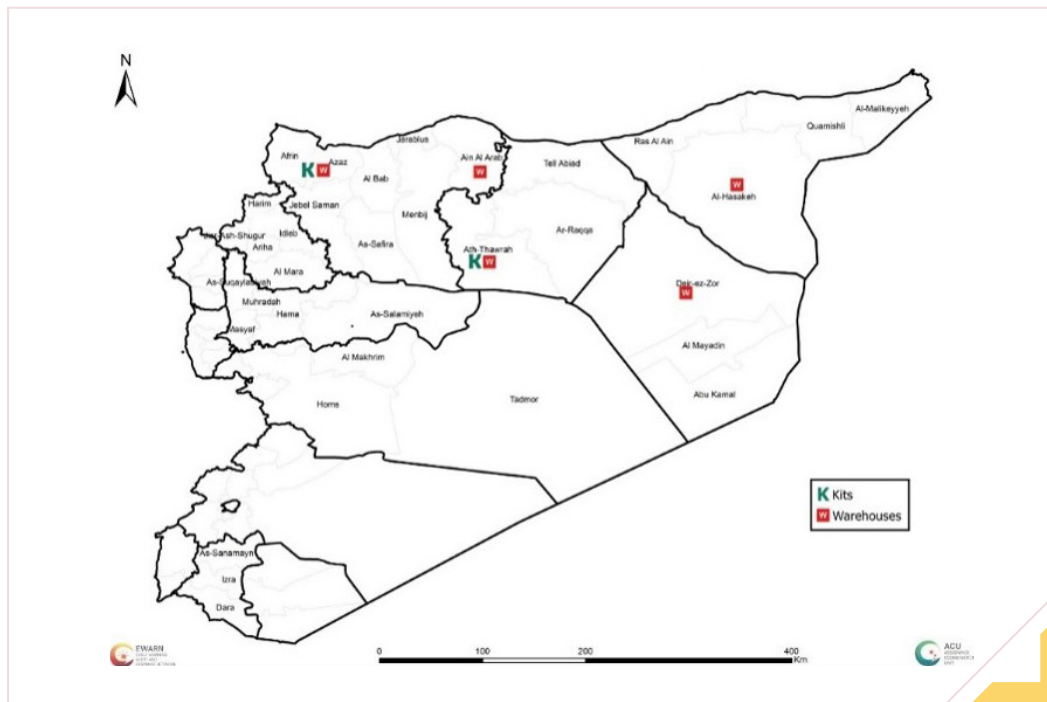 N
Al-Malikeyyeh
Quamishli
Jarablus
Ras Al Ain
Afrin
Azaz
Ain Al Arab
Tell Abiad
Al Bab
Al-Hasakeh
Harim
Jebel Saman
Menbij
Idleb
Ar-Raqqa
Ariha
As-Safira
Ath-Thawrah
K W
K W
W
W
W
Al Mara
Deir-ez-Zor
Muhradah
Hama
As-Salamiyeh
Masyaf
Al Makhrim
Al Mayadin
Homs
Tadmor
Abu Kamal
K Kits
W Warehouses
As-Sanamayn
Izra
Dara
EWARN
ACU
0 100 200 400
Km